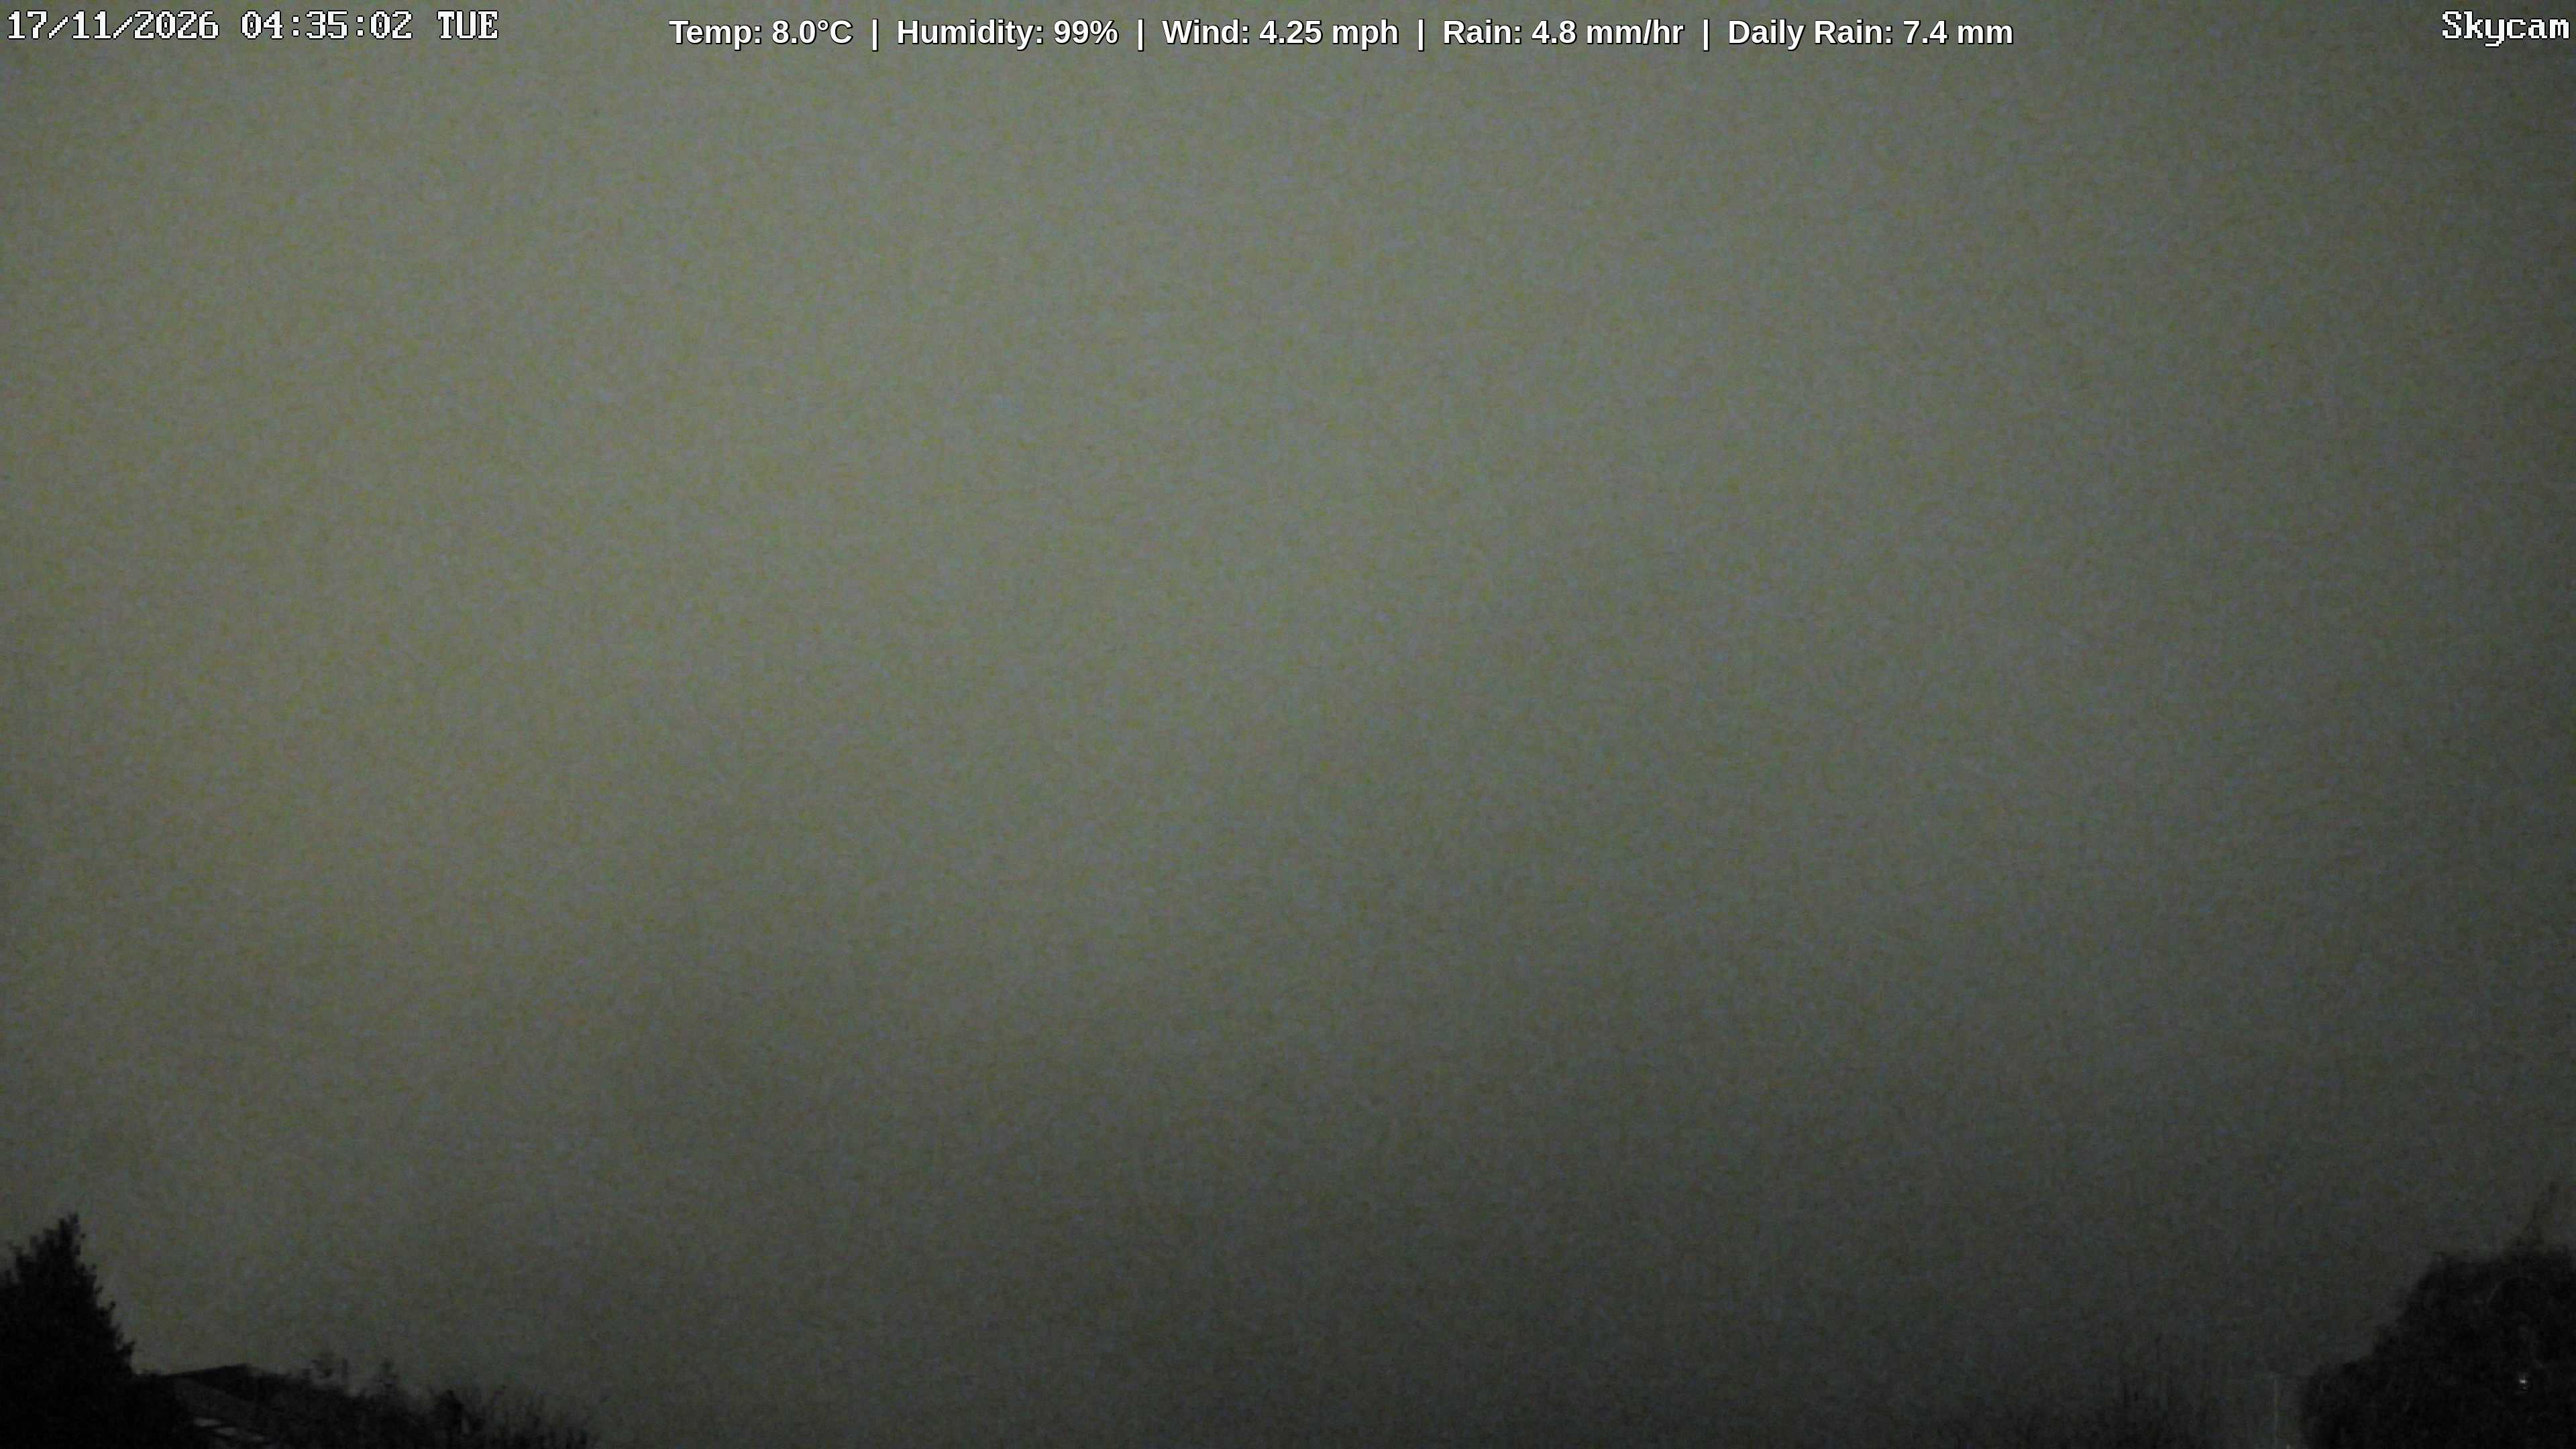 17/11/2026 04:35:02 TUE
Temp: 8.0°C | Humidity: 99% | Wind: 4.25 mph | Rain: 4.8 mm/hr | Daily Rain: 7.4 mm
Skycam